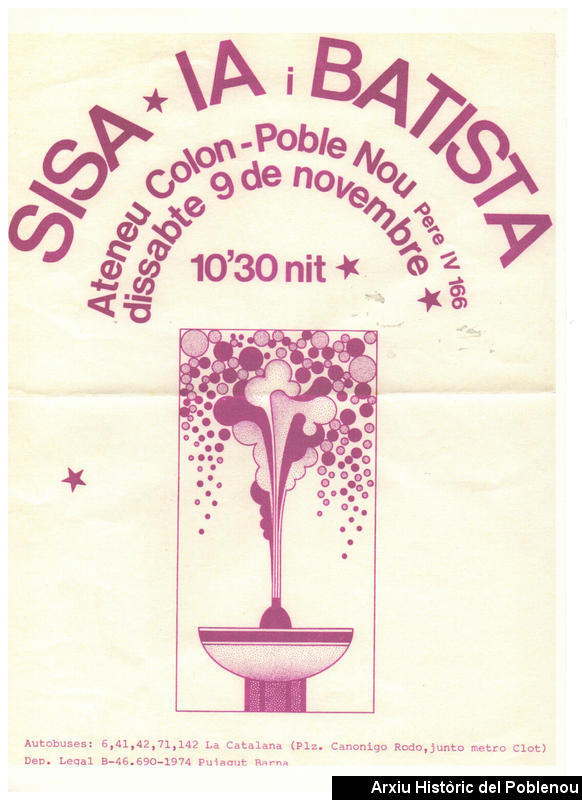 SISA ★ IA i BATISTA
Ateneu Colon - Poble Nou Pere IV 166
dissabte 9 de novembre ★
10'30 nit ★
Autobuses: 6,41,42,71,142 La Catalana (Plz. Canonigo Rodo,junto metro Clot)
Dep. Legal B-46.690-1974 Pujagut Barna
Arxiu Històric del Poblenou